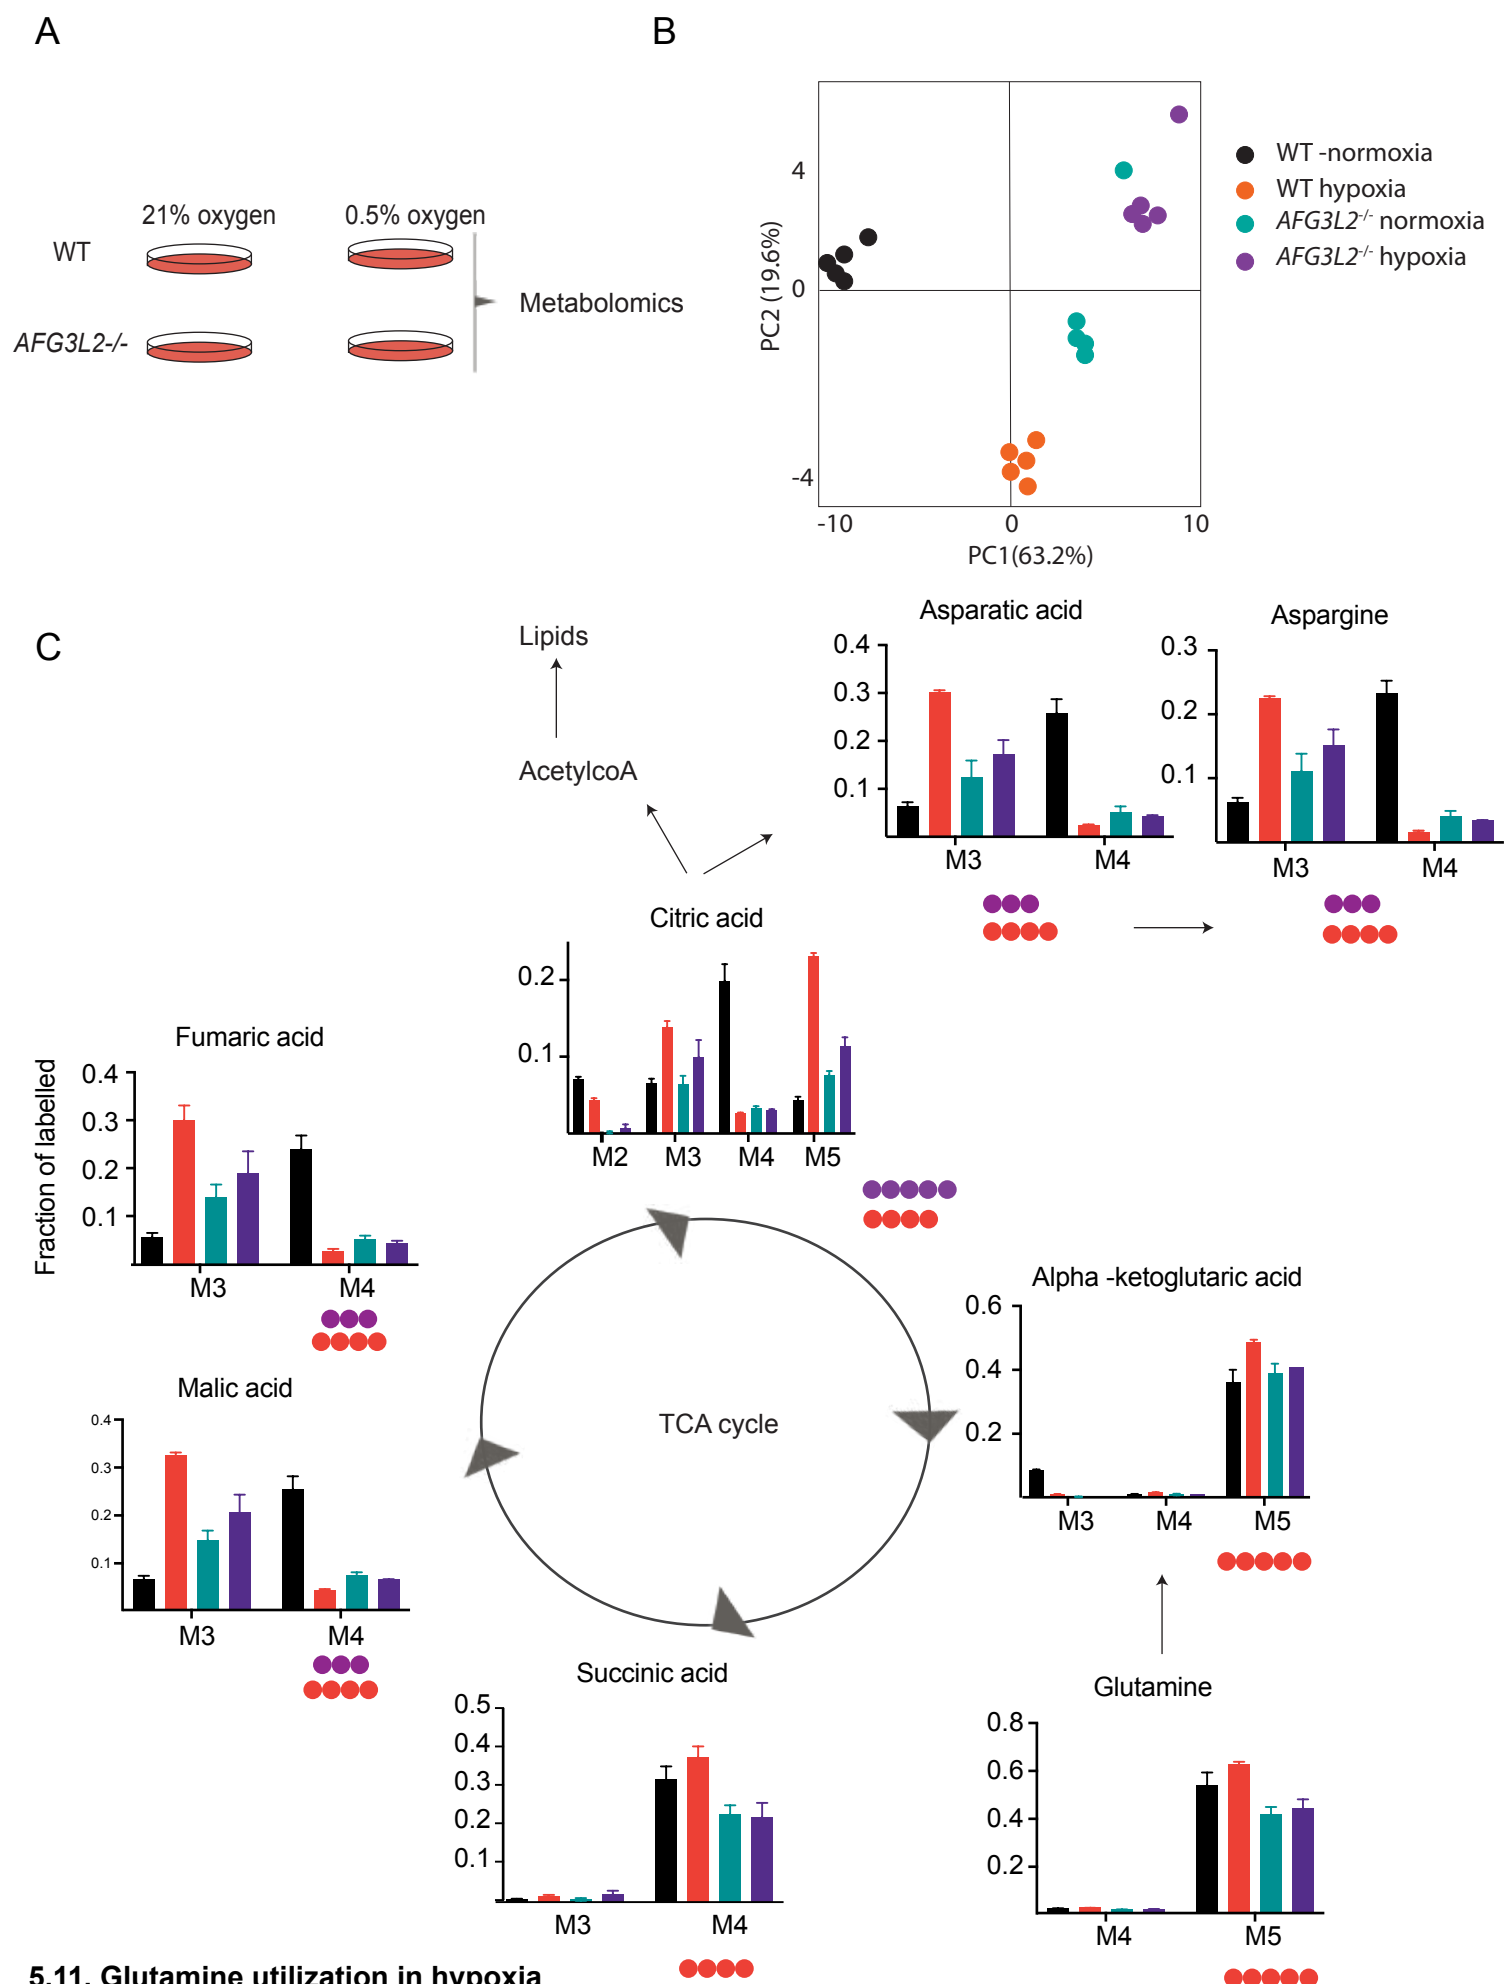 A
B
21% oxygen
0.5% oxygen
WT
AFG3L2-/-
Metabolomics
4
0
-4
PC2 (19.6%)
-10
0
10
PC1(63.2%)
WT -normoxia
WT hypoxia
AFG3L2-/- normoxia
AFG3L2-/- hypoxia
C
Lipids
AcetylcoA
Asparatic acid
0.4
0.3
0.2
0.1
M3
M4
Aspargine
0.3
0.2
0.1
M3
M4
Citric acid
0.2
0.1
M2
M3
M4
M5
Fumaric acid
Fraction of labelled
0.4
0.3
0.2
0.1
M3
M4
Alpha -ketoglutaric acid
0.6
0.4
0.2
M3
M4
M5
Malic acid
0.4
0.3
0.2
0.1
M3
M4
TCA cycle
Succinic acid
0.5
0.4
0.3
0.2
0.1
M3
M4
Glutamine
0.8
0.6
0.4
0.2
M4
M5
5.11. Glutamine utilization in hypoxia